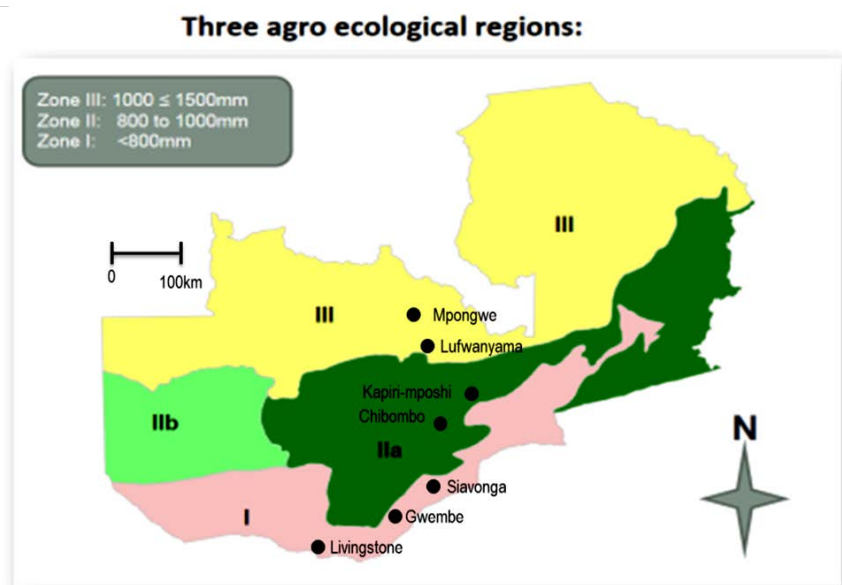 Three agro ecological regions:
Zone III: 1000 ≤ 1500mm
Zone II: 800 to 1000mm
Zone I: <800mm
III
0
100km
III
Mpongwe
Lufwanyama
Kapiri-mposhi
Chibombo
IIb
IIa
N
Siavonga
I
Gwembe
Livingstone